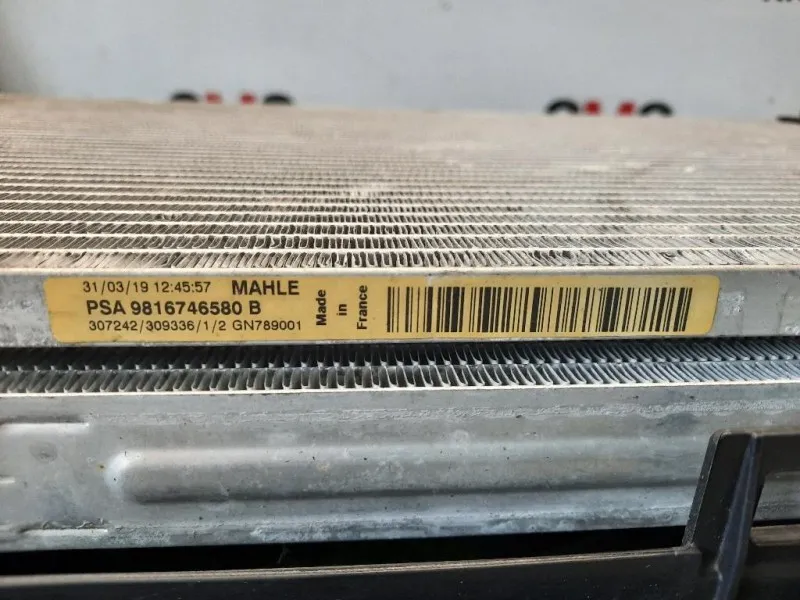 31/03/19 12:45:57 MAHLE
PSA 9816746580 B
307242/309336/1/2 GN789001
Made
in
France